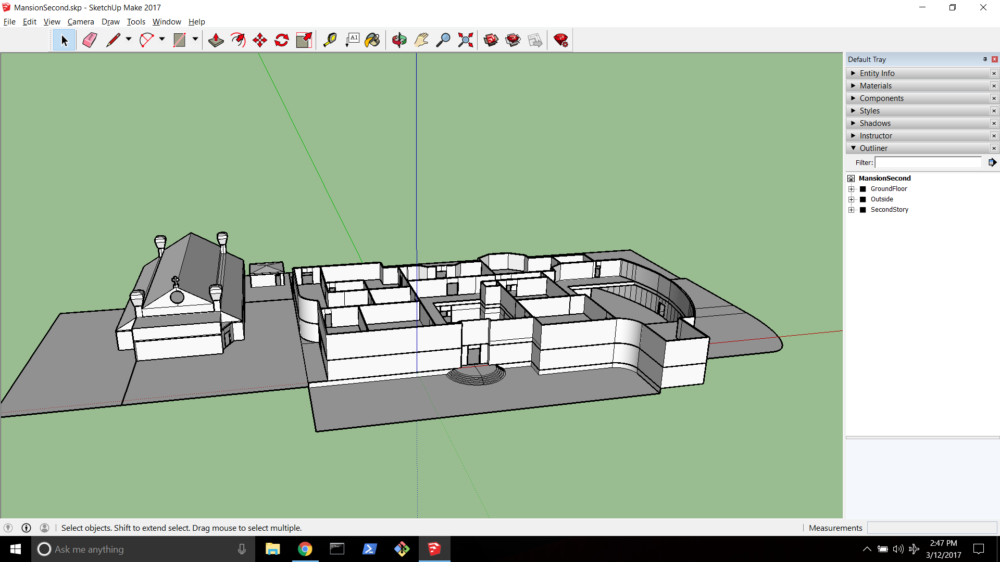 MansionSecond.skp - SketchUp Make 2017
File Edit View Camera Draw Tools Window Help
A1
Default Tray
Entity Info
Materials
Components
Styles
Shadows
Instructor
Outliner
Filter:
MansionSecond
GroundFloor
Outside
SecondStory
Select objects. Shift to extend select. Drag mouse to select multiple.
Measurements
Ask me anything
2:47 PM
3/12/2017